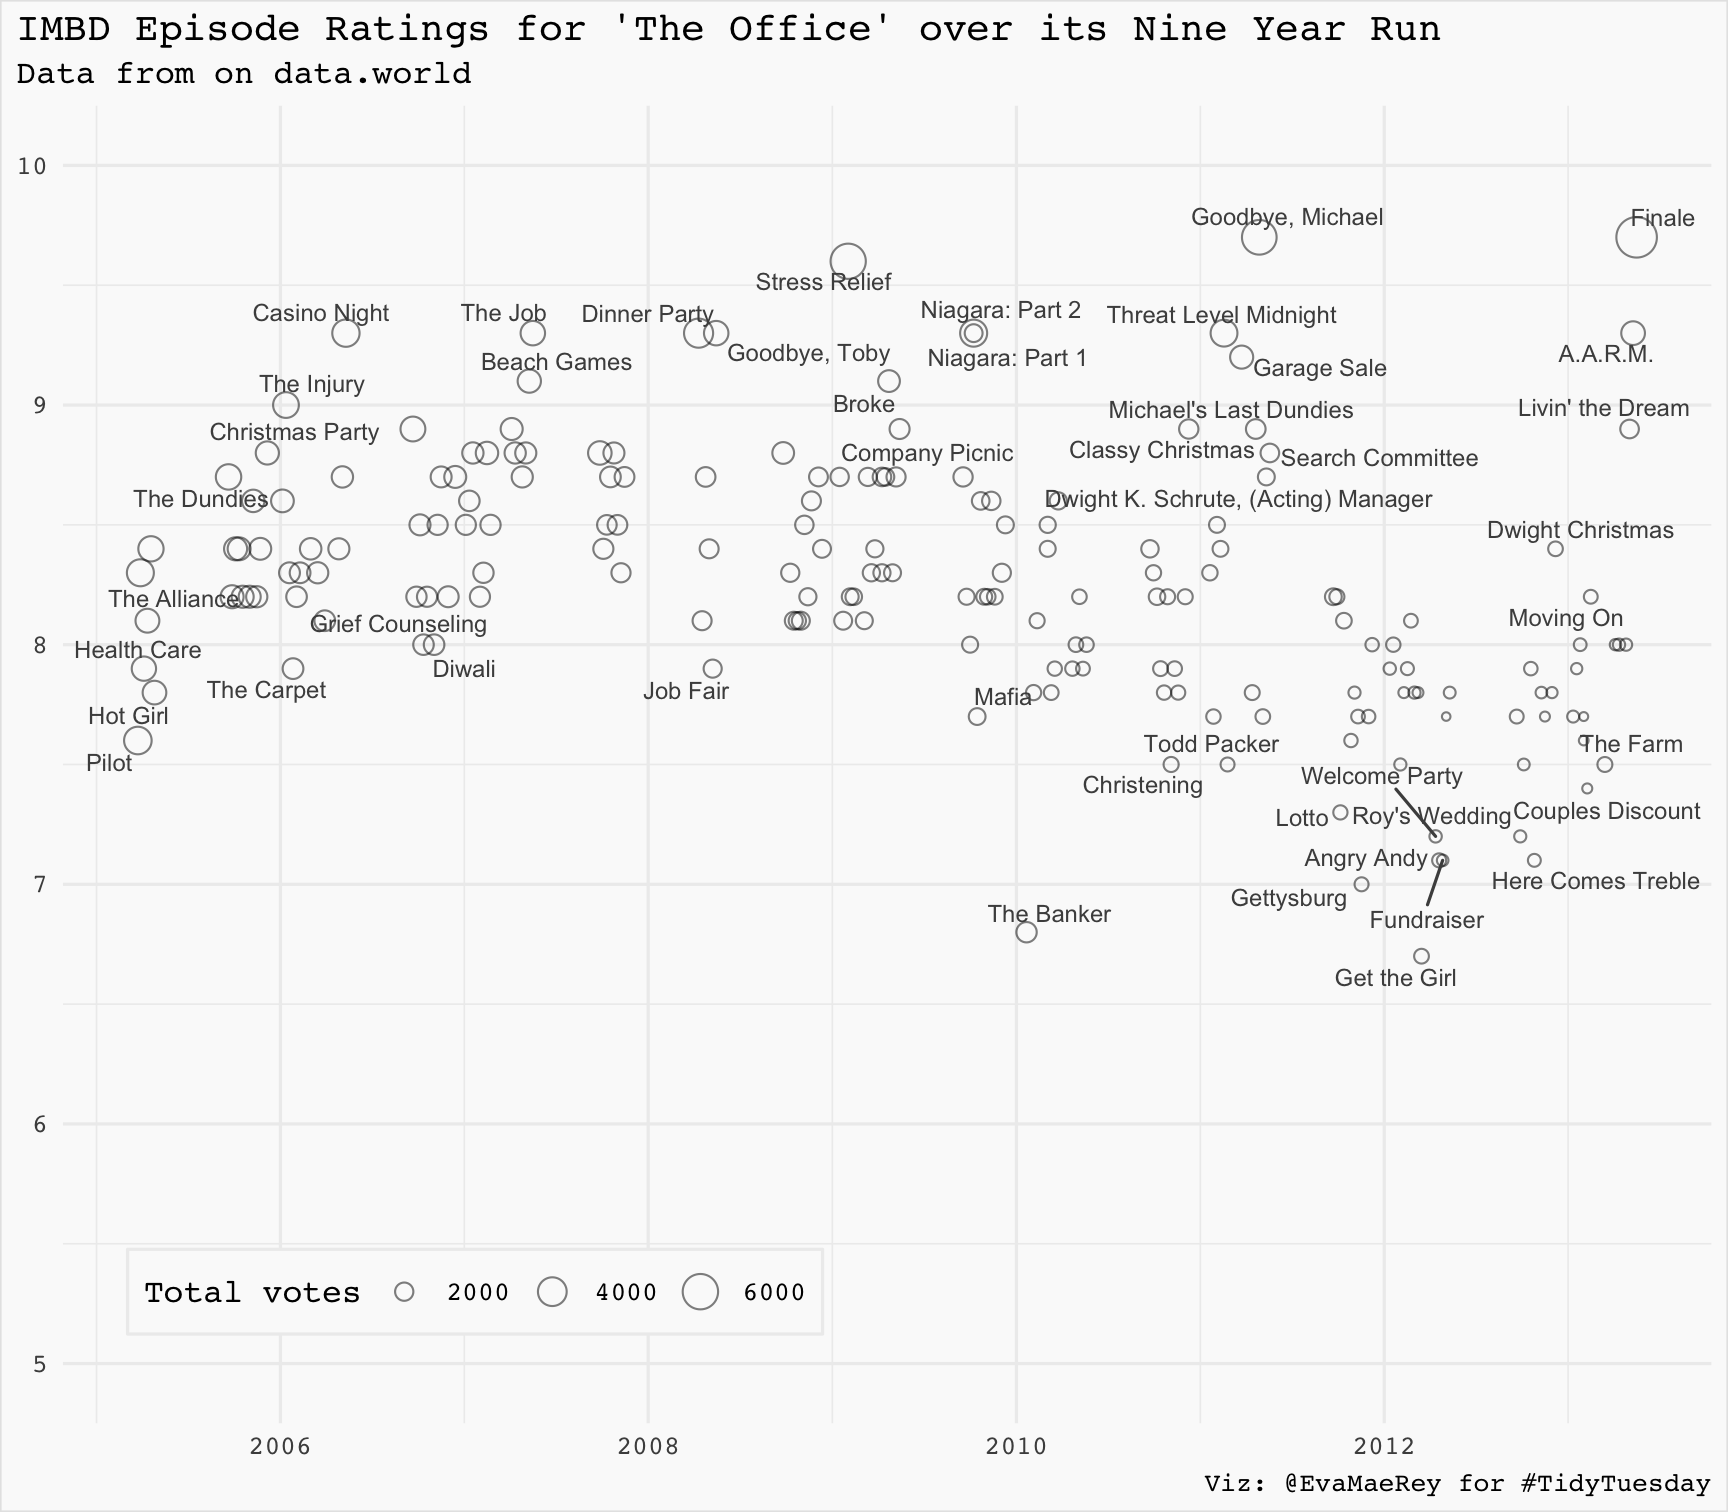 IMBD Episode Ratings for 'The Office' over its Nine Year Run
Data from on data.world
10
Goodbye, Michael
Finale
Stress Relief
Casino Night
The Job
Dinner Party
Niagara: Part 2
Threat Level Midnight
Goodbye, Toby
Niagara: Part 1
A.A.R.M.
Beach Games
Garage Sale
The Injury
9
Broke
Michael's Last Dundies
Livin' the Dream
Christmas Party
Company Picnic
Classy Christmas
Search Committee
The Dundies
Dwight K. Schrute, (Acting) Manager
Dwight Christmas
The Alliance
Grief Counseling
Moving On
8
Health Care
Diwali
The Carpet
Job Fair
Mafia
Hot Girl
Todd Packer
The Farm
Pilot
Welcome Party
Christening
Lotto
Roy's Wedding
Couples Discount
Angry Andy
7
Here Comes Treble
Gettysburg
The Banker
Fundraiser
Get the Girl
6
Total votes 2000 4000 6000
5
2006 2008 2010 2012
Viz: @EvaMaeRey for #TidyTuesday